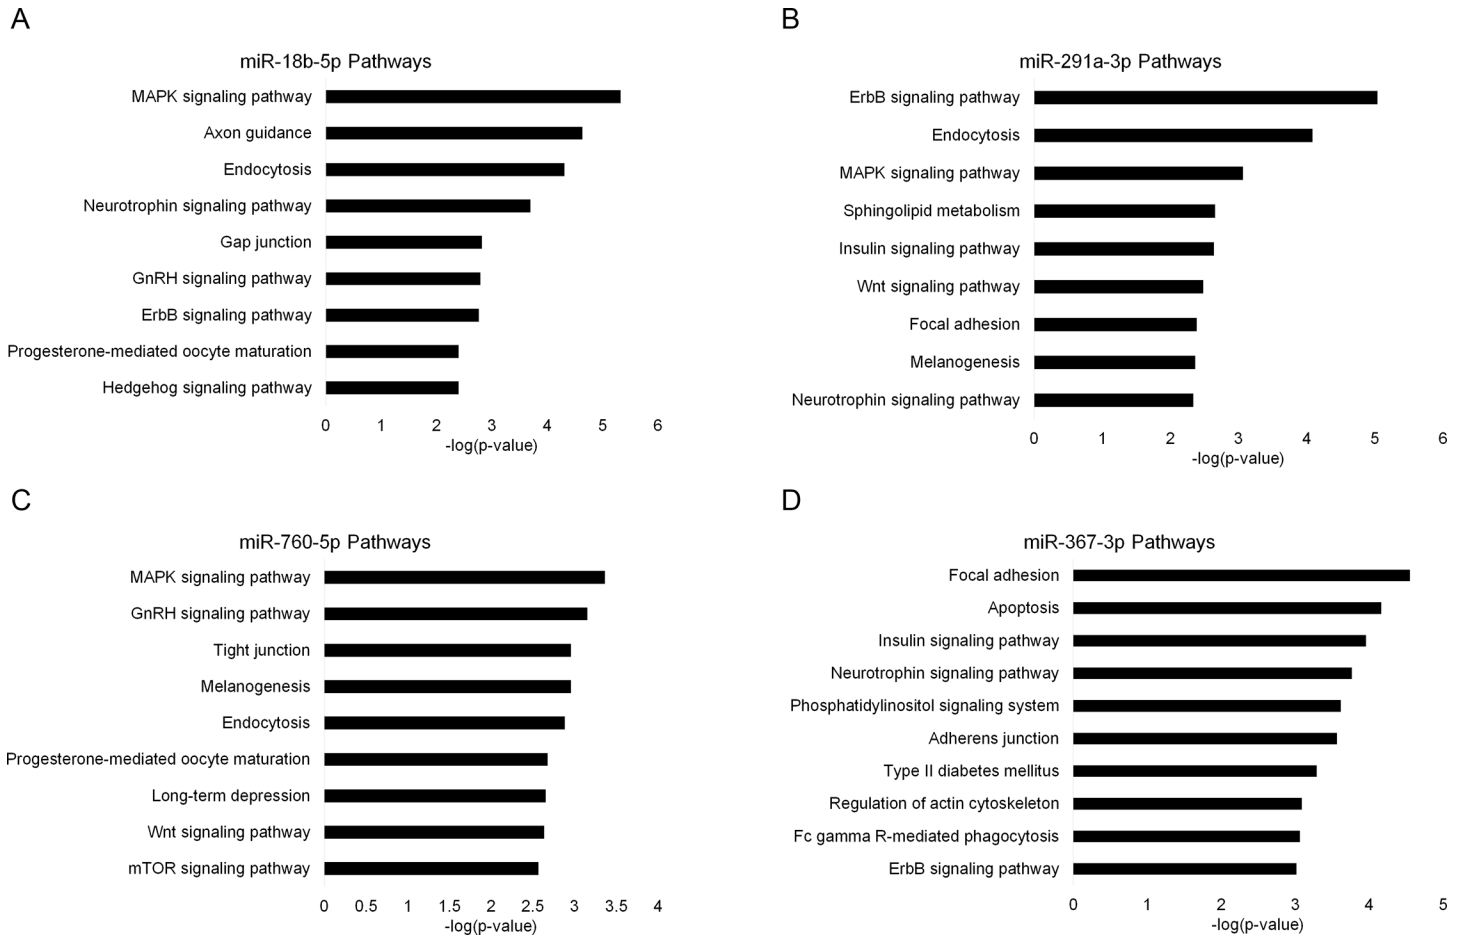 A
miR-18b-5p Pathways
MAPK signaling pathway
Axon guidance
Endocytosis
Neurotrophin signaling pathway
Gap junction
GnRH signaling pathway
ErbB signaling pathway
Progesterone-mediated oocyte maturation
Hedgehog signaling pathway
0 1 2 3 4 5 6
-log(p-value)
B
miR-291a-3p Pathways
ErbB signaling pathway
Endocytosis
MAPK signaling pathway
Sphingolipid metabolism
Insulin signaling pathway
Wnt signaling pathway
Focal adhesion
Melanogenesis
Neurotrophin signaling pathway
0 1 2 3 4 5 6
-log(p-value)
C
miR-760-5p Pathways
MAPK signaling pathway
GnRH signaling pathway
Tight junction
Melanogenesis
Endocytosis
Progesterone-mediated oocyte maturation
Long-term depression
Wnt signaling pathway
mTOR signaling pathway
0 0.5 1 1.5 2 2.5 3 3.5 4
-log(p-value)
D
miR-367-3p Pathways
Focal adhesion
Apoptosis
Insulin signaling pathway
Neurotrophin signaling pathway
Phosphatidylinositol signaling system
Adherens junction
Type II diabetes mellitus
Regulation of actin cytoskeleton
Fc gamma R-mediated phagocytosis
ErbB signaling pathway
0 1 2 3 4 5
-log(p-value)